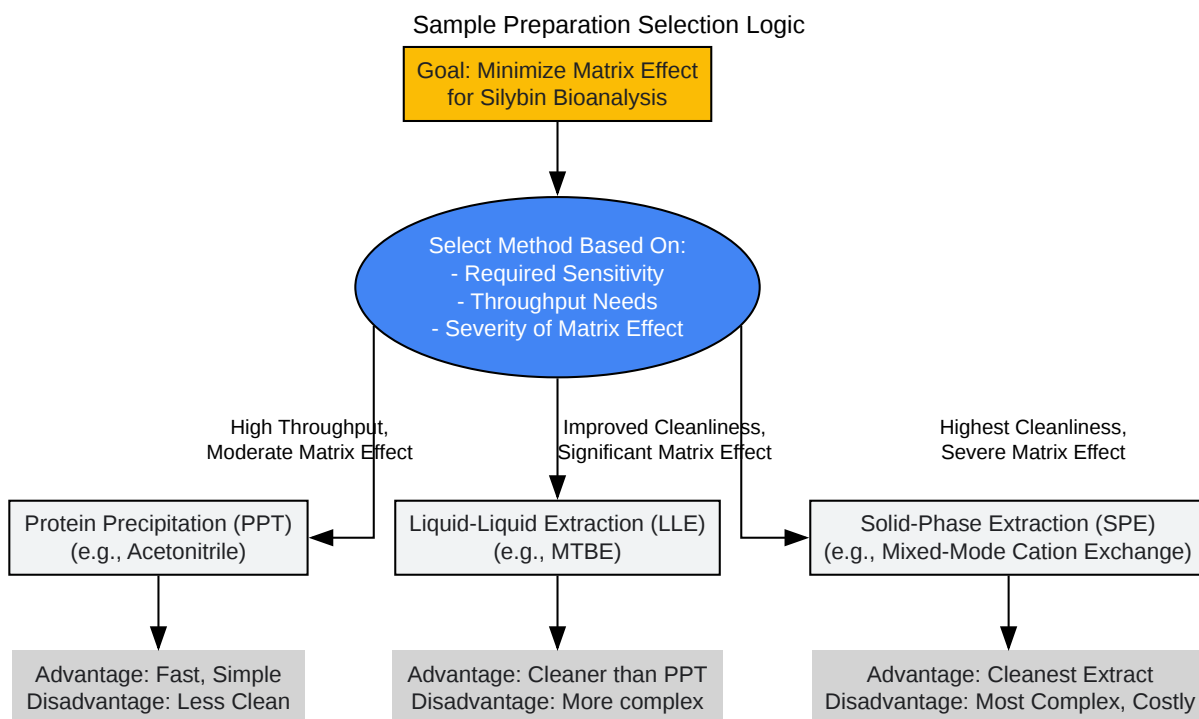 Sample Preparation Selection Logic
Goal: Minimize Matrix Effect
for Silybin Bioanalysis
Select Method Based On:
- Required Sensitivity
- Throughput Needs
- Severity of Matrix Effect
High Throughput,
Moderate Matrix Effect
Improved Cleanliness,
Significant Matrix Effect
Highest Cleanliness,
Severe Matrix Effect
Protein Precipitation (PPT)
(e.g., Acetonitrile)
Liquid-Liquid Extraction (LLE)
(e.g., MTBE)
Solid-Phase Extraction (SPE)
(e.g., Mixed-Mode Cation Exchange)
Advantage: Fast, Simple
Disadvantage: Less Clean
Advantage: Cleaner than PPT
Disadvantage: More complex
Advantage: Cleanest Extract
Disadvantage: Most Complex, Costly